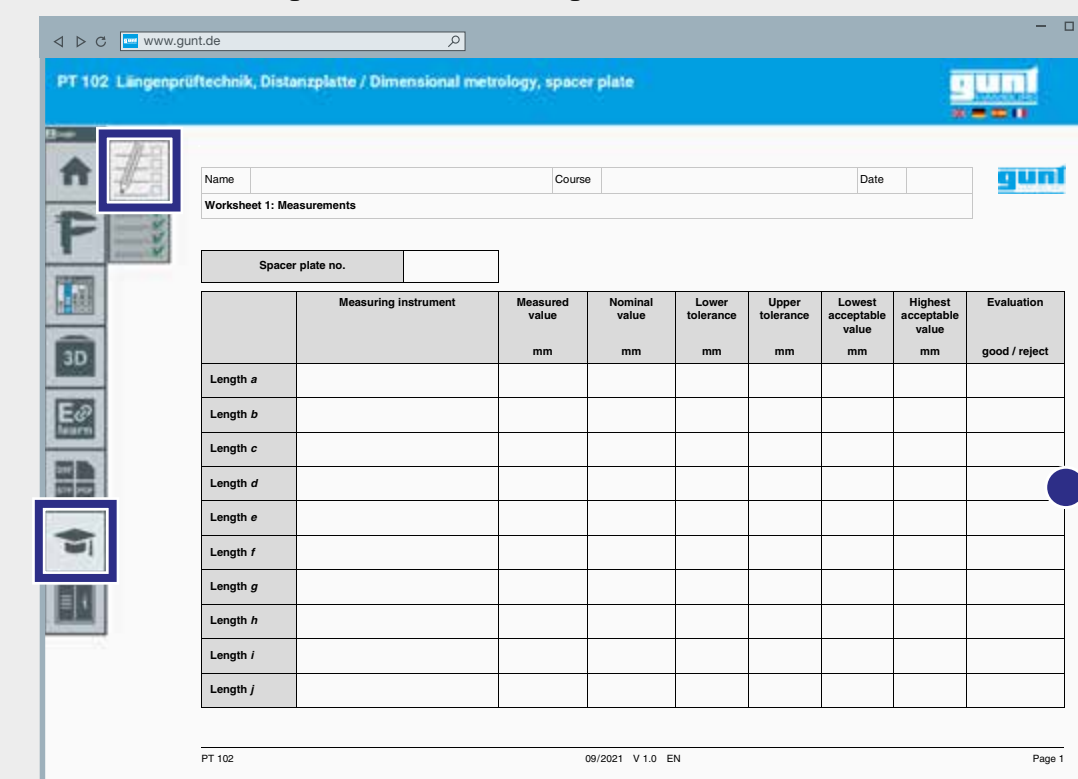 www.gunt.de
PT 102 Längenprüftechnik, Distanzplatte / Dimensional metrology, spacer plate
gunt
Name
Course
Date
gunt
Worksheet 1: Measurements
Spacer plate no.
Measuring instrument
Measured value mm
Nominal value mm
Lower tolerance mm
Upper tolerance mm
Lowest acceptable value mm
Highest acceptable value mm
Evaluation good / reject
Length a
Length b
Length c
Length d
Length e
Length f
Length g
Length h
Length i
Length j
3D
E
learn
PT 102
09/2021 V 1.0 EN
Page 1